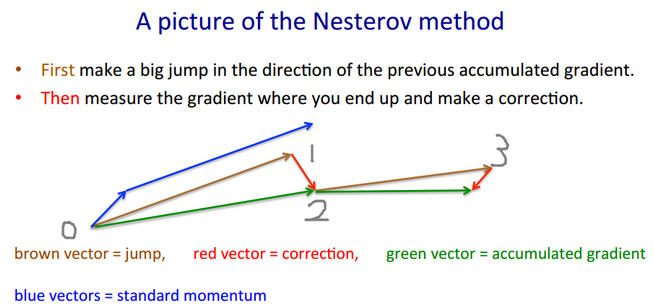 A picture of the Nesterov method
• First make a big jump in the direction of the previous accumulated gradient.
• Then measure the gradient where you end up and make a correction.
1
3
2
0
brown vector = jump, red vector = correction, green vector = accumulated gradient
blue vectors = standard momentum